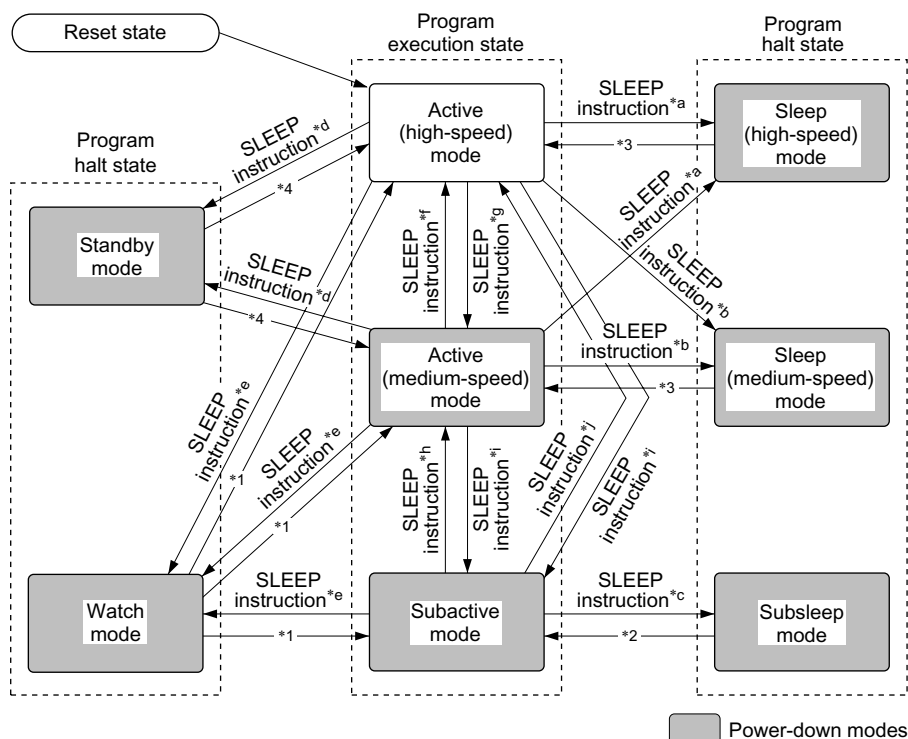 Reset state
Program
execution state
Program
halt state
Program
halt state
Active
(high-speed)
mode
SLEEP
instruction*a
*3
Sleep
(high-speed)
mode
SLEEP
instruction*d
*4
Standby
mode
SLEEP
instruction*d
*4
SLEEP
instruction*f
SLEEP
instruction*g
SLEEP
instruction*a
SLEEP
instruction*b
Active
(medium-speed)
mode
SLEEP
instruction*b
*3
Sleep
(medium-speed)
mode
SLEEP
instruction*e
*1
SLEEP
instruction*e
*1
SLEEP
instruction*h
SLEEP
instruction*i
SLEEP
instruction*j
SLEEP
instruction*i
Watch
mode
SLEEP
instruction*e
*1
Subactive
mode
SLEEP
instruction*c
*2
Subsleep
mode
Power-down modes